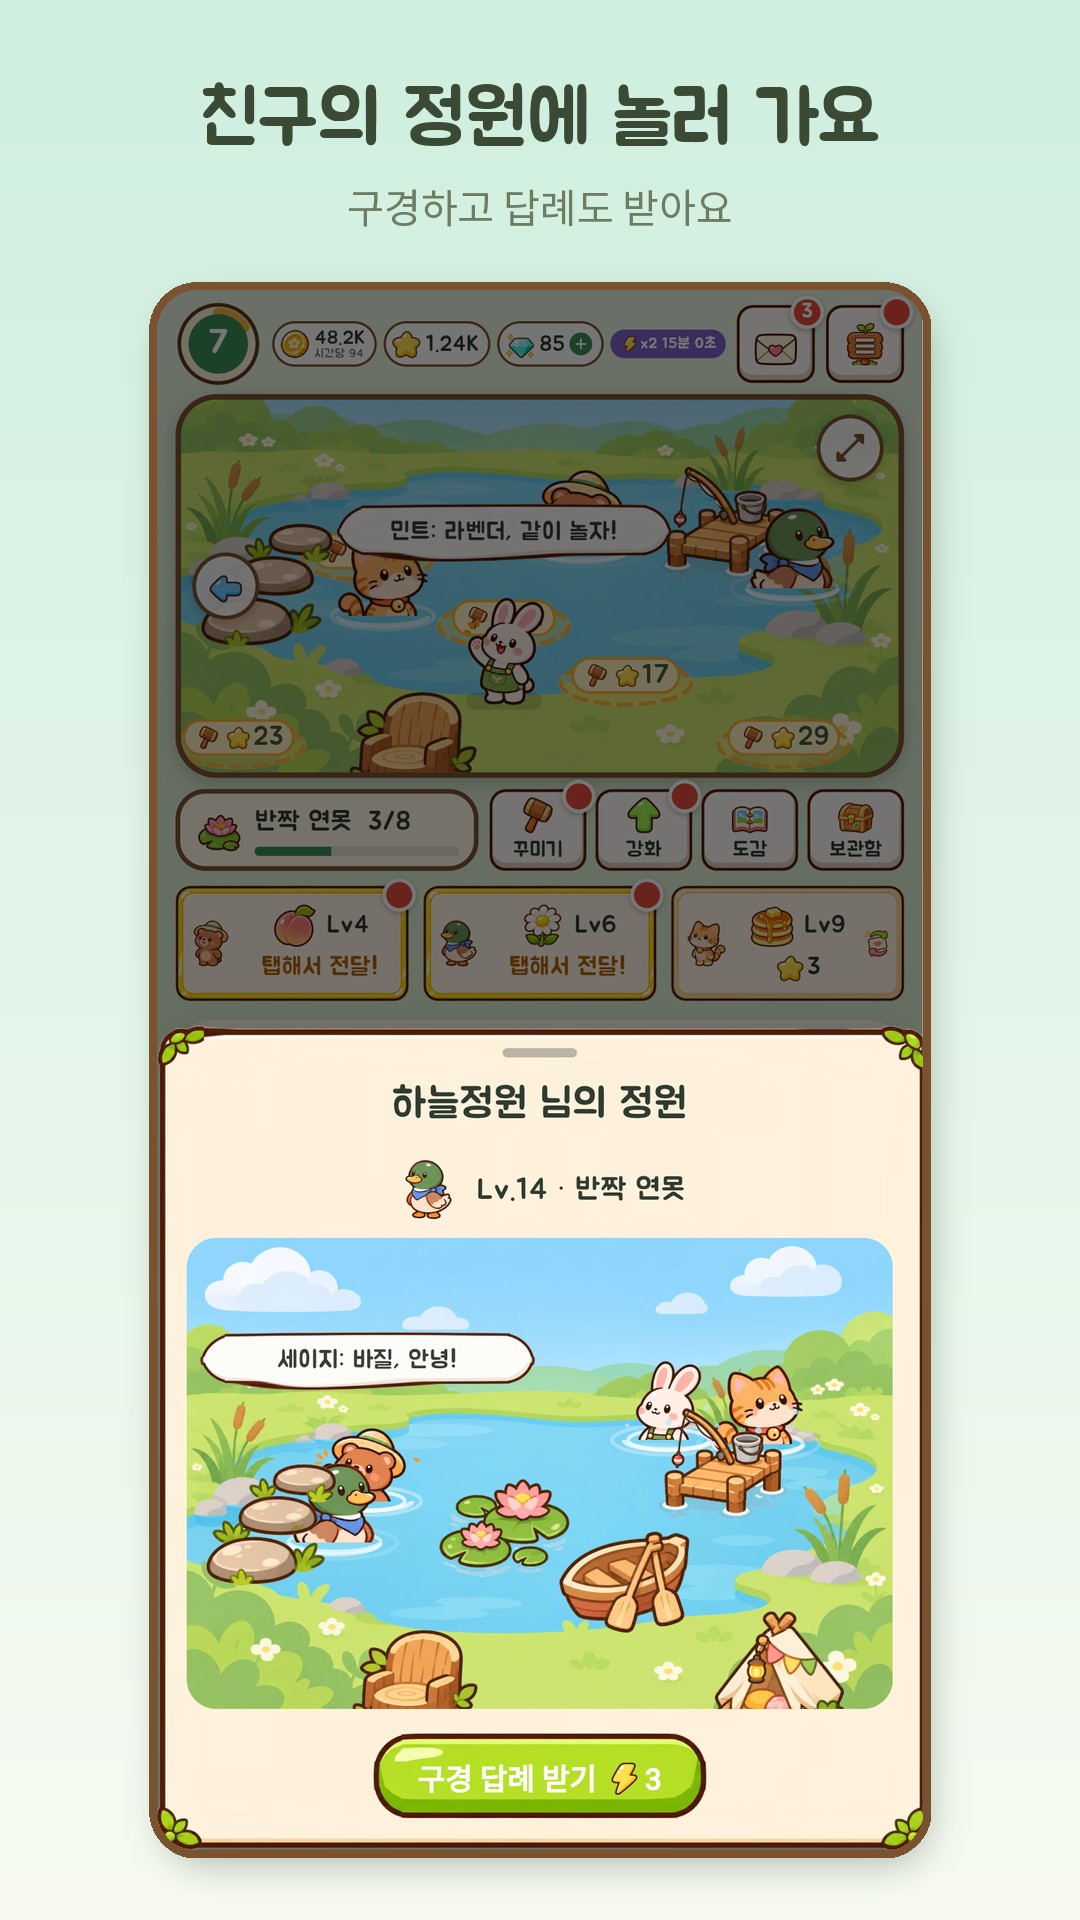 친구의 정원에 놀러 가요
구경하고 답례도 받아요
7
48.2K
시간당 94
1.24K
85
x2 15분 0초
3
민트: 라벤더, 같이 놀자!
17
23
29
반짝 연못 3/8
꾸미기
강화
도감
보관함
Lv4
탭해서 전달!
Lv6
탭해서 전달!
Lv9
3
하늘정원 님의 정원
Lv.14 · 반짝 연못
세이지: 바질, 안녕!
구경 답례 받기 3